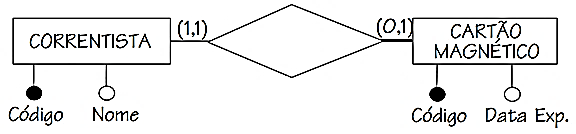 CORRENTISTA
(1,1)
(0,1)
CARTÃO
MAGNÉTICO
Código
Nome
Código
Data Exp.